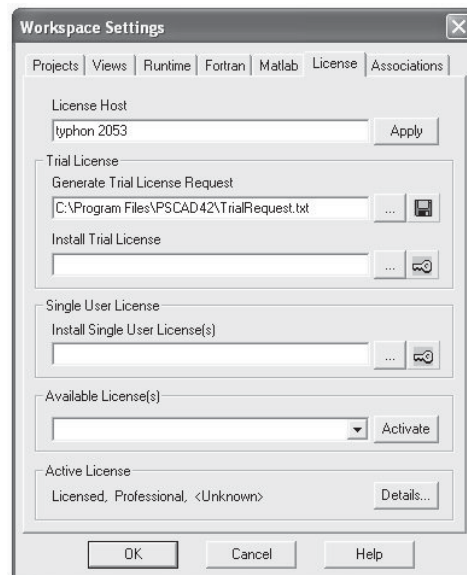 Workspace Settings
Projects Views Runtime Fortran Matlab License Associations
License Host
typhon 2053
Apply
Trial License
Generate Trial License Request
C:\Program Files\PSCAD42\TrialRequest.txt
...
Install Trial License
...
Single User License
Install Single User License(s)
...
Available License(s)
Activate
Active License
Licensed, Professional, <Unknown>
Details...
OK Cancel Help